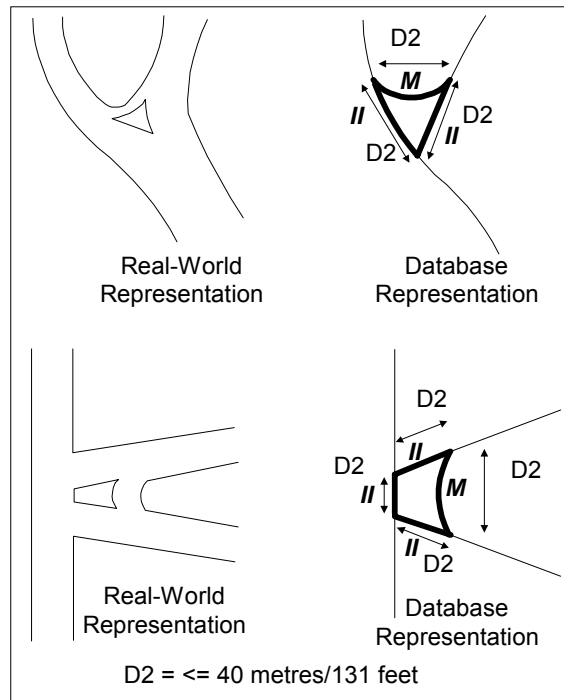 D2
M
II
D2
II
D2
Real-World
Representation
Database
Representation
D2
II
D2
D2
II
M
II
D2
Real-World
Representation
Database
Representation
D2 = <= 40 metres/131 feet